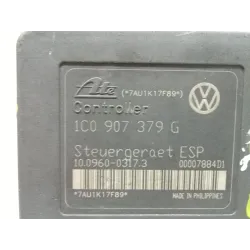 Ate (*7AU1K17F89*)
Controller
1C0 907 379 G
Steuergeraet ESP
10.0960-0317.3 00007884D1
*7AU1K17F89*
MADE IN PHILIPPINES